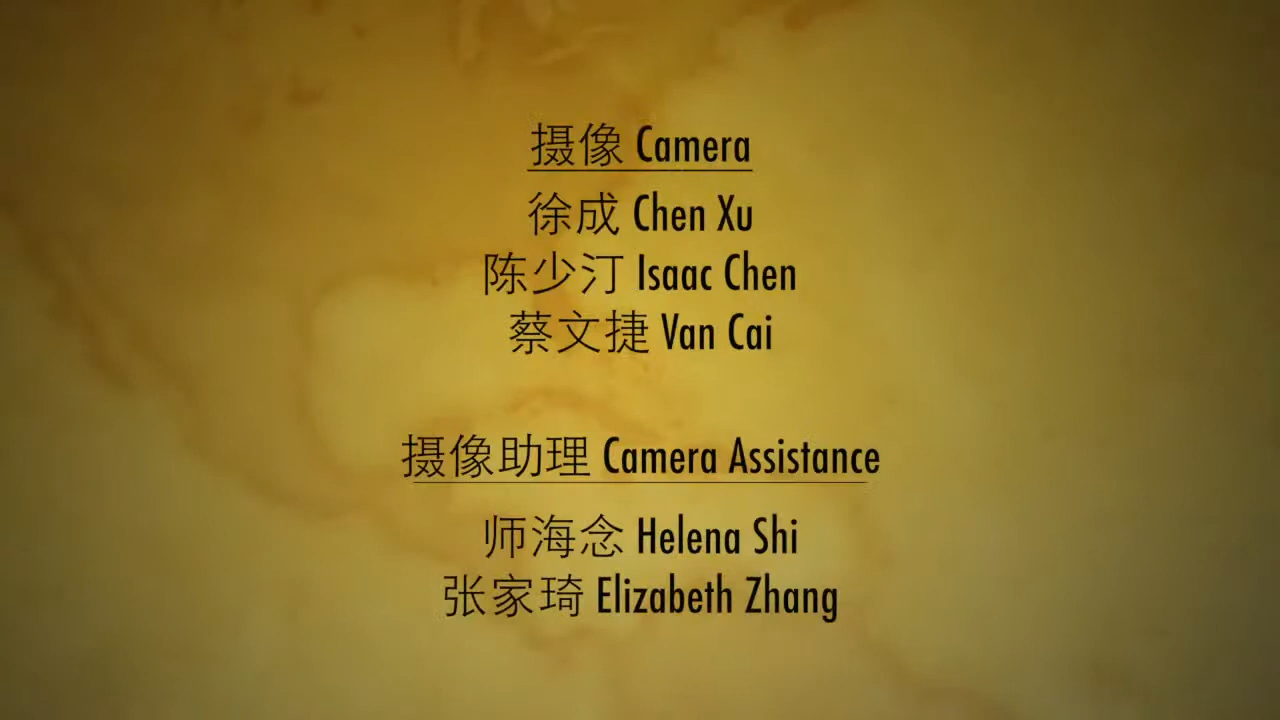 摄像 Camera
徐成 Chen Xu
陈少汀 Isaac Chen
蔡文捷 Van Cai
摄像助理 Camera Assistance
师海念 Helena Shi
张家琦 Elizabeth Zhang